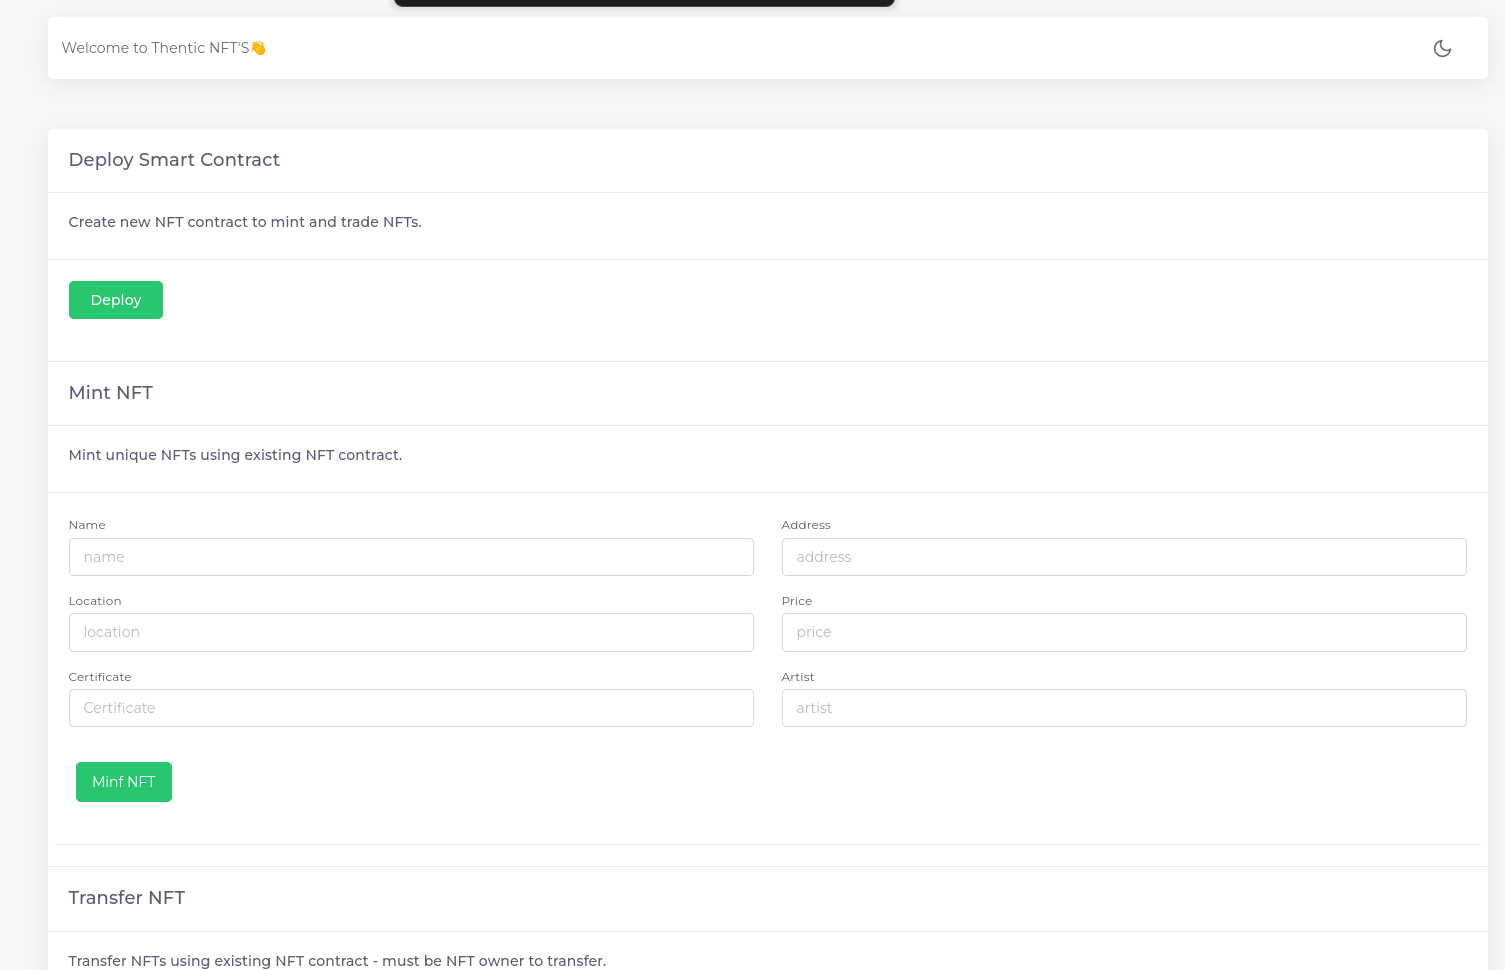 Welcome to Thentic NFT'S👋
Deploy Smart Contract
Create new NFT contract to mint and trade NFTs.
Deploy
Mint NFT
Mint unique NFTs using existing NFT contract.
Name
Address
name
address
Location
Price
location
price
Certificate
Artist
Certificate
artist
Minf NFT
Transfer NFT
Transfer NFTs using existing NFT contract - must be NFT owner to transfer.